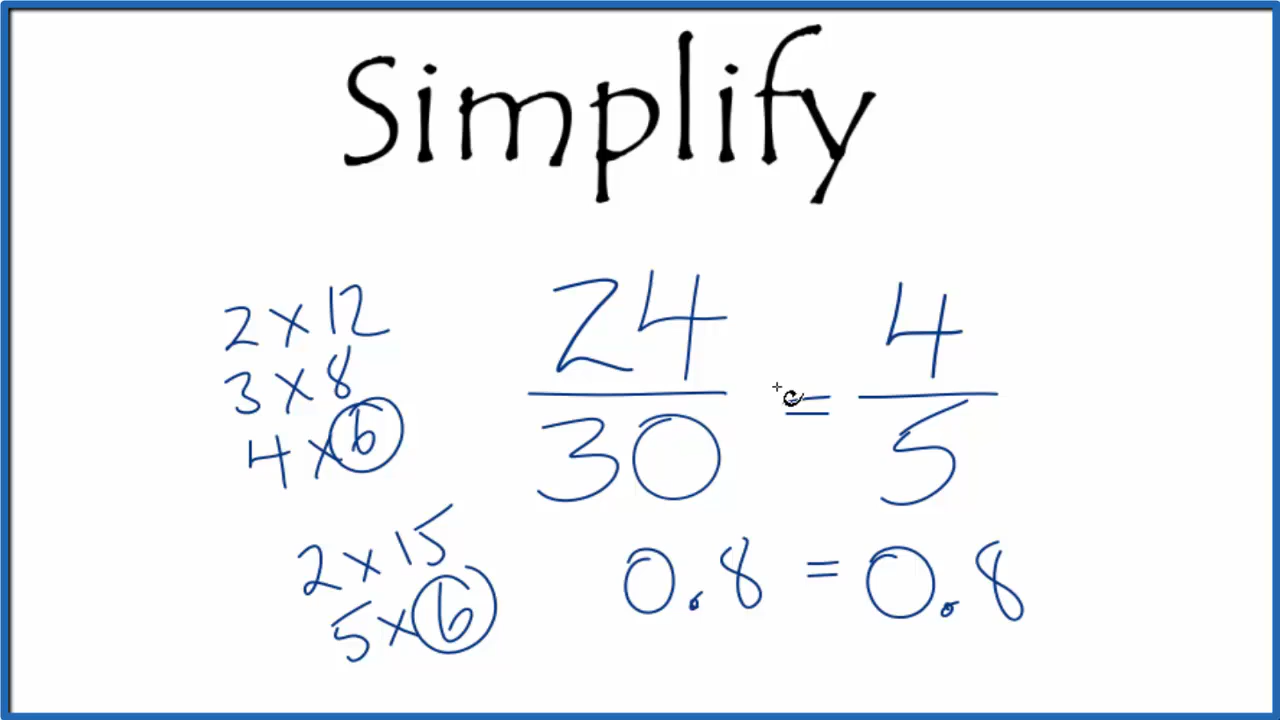 Simplify
2 x 12
3 x 8
4 x 6
24/30 = 4/5
2 x 15
5 x 6
0.8 = 0.8